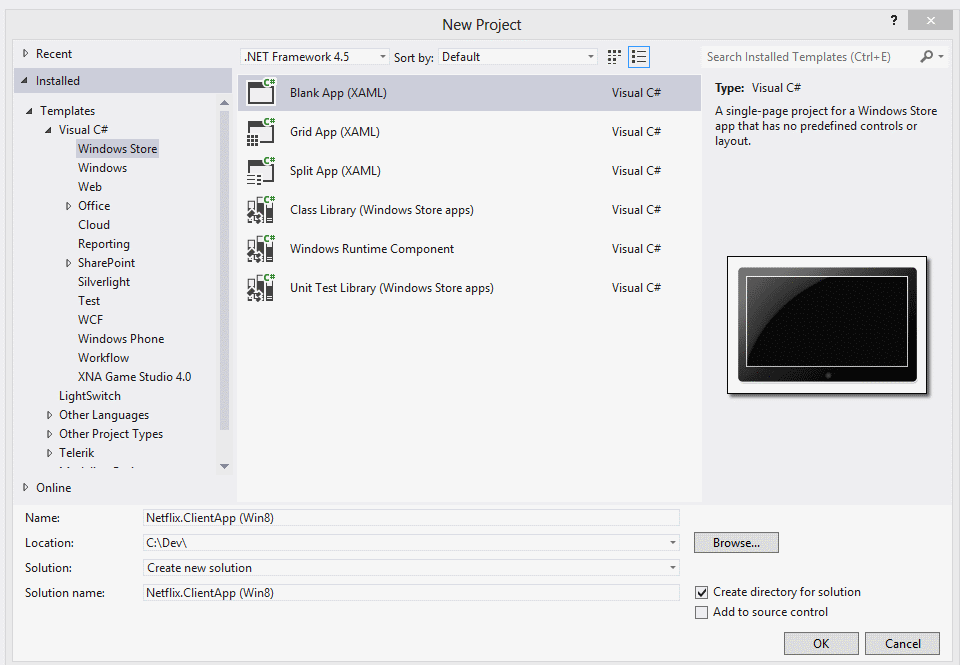 New Project
?
Recent
.NET Framework 4.5
Sort by:
Default
Search Installed Templates (Ctrl+E)
Installed
Templates
Visual C#
Windows Store
Windows
Web
Office
Cloud
Reporting
SharePoint
Silverlight
Test
WCF
Windows Phone
Workflow
XNA Game Studio 4.0
LightSwitch
Other Languages
Other Project Types
Telerik
Online
C# Blank App (XAML) Visual C#
C# Grid App (XAML) Visual C#
C# Split App (XAML) Visual C#
C# Class Library (Windows Store apps) Visual C#
C# Windows Runtime Component Visual C#
C# Unit Test Library (Windows Store apps) Visual C#
Type: Visual C#
A single-page project for a Windows Store
app that has no predefined controls or
layout.
Name: Netflix.ClientApp (Win8)
Location: C:\Dev\
Browse...
Solution: Create new solution
Solution name: Netflix.ClientApp (Win8)
Create directory for solution
Add to source control
OK
Cancel